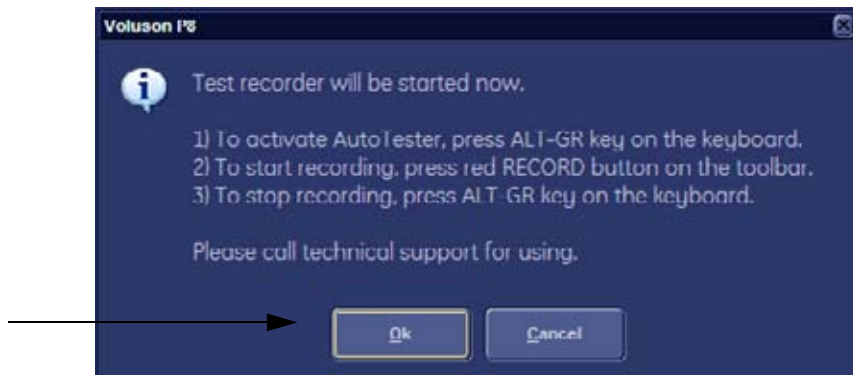 Voluson P8
Test recorder will be started now.
1) To activate AutoTester, press ALT-GR key on the keyboard.
2) To start recording, press red RECORD button on the toolbar.
3) To stop recording, press ALT-GR key on the keyboard.
Please call technical support for using.
Ok Cancel